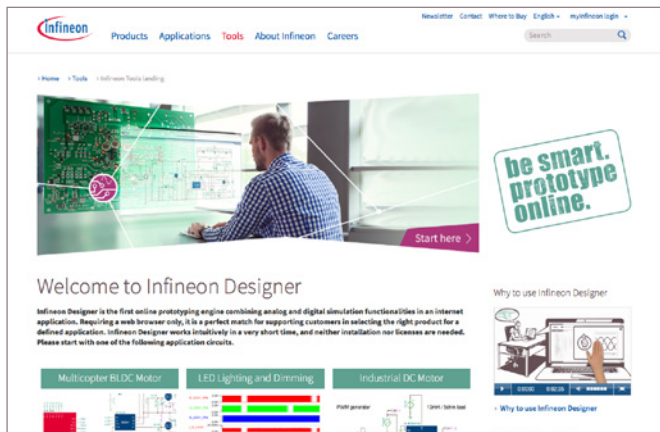 Newsletter Contact Where to Buy English myInfineon login
infineon
Products Applications Tools About Infineon Careers
Search
Home Tools Infineon Tools landing
be smart.
prototype
online.
Start here
Welcome to Infineon Designer
Why to use Infineon Designer
Infineon Designer is the first online prototyping engine combining analog and digital simulation functionalities in an internet
application. Requiring a web browser only, it is a perfect match for supporting customers in selecting the right product for a
defined application. Infineon Designer works intuitively in a very short time, and neither installation nor licenses are needed.
Please start with one of the following application circuits.
Multicopter BLDC Motor LED Lighting and Dimming Industrial DC Motor
PWM generator
Why to use Infineon Designer